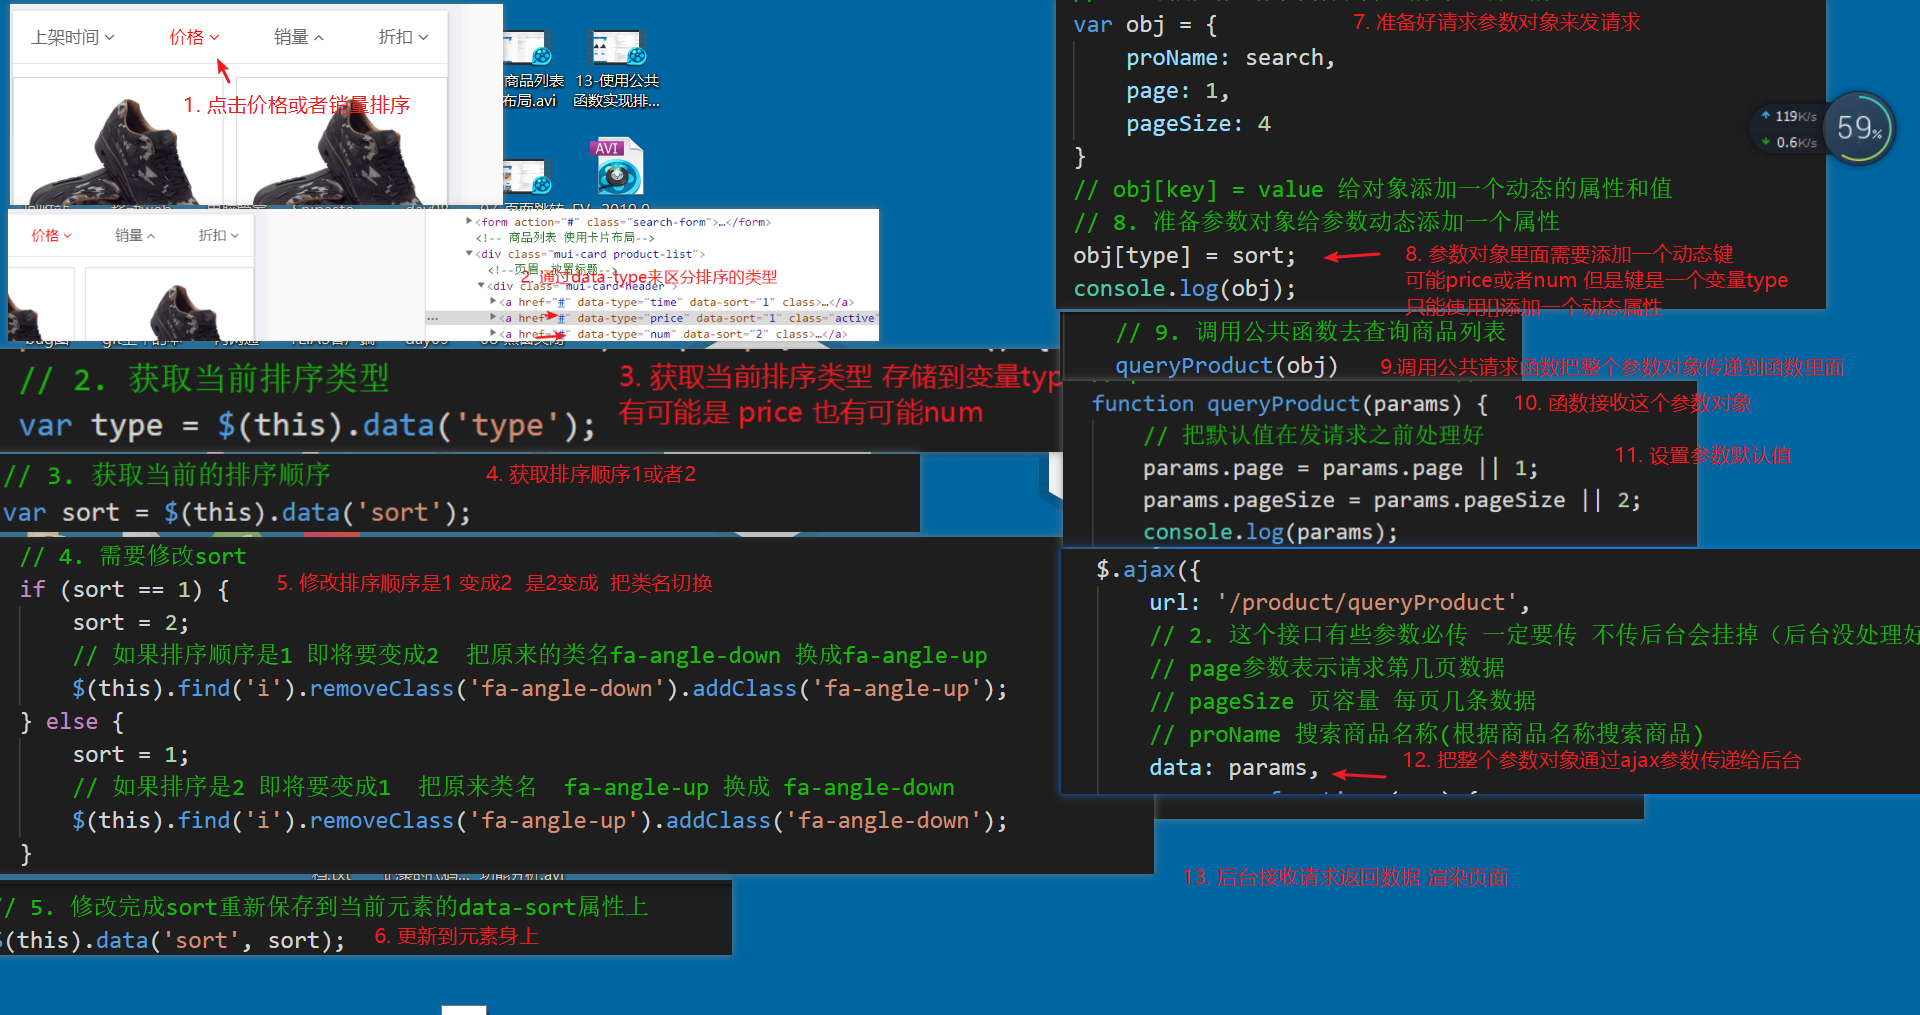 上架时间 价格 销量 折扣
1. 点击价格或者销量排序
商品列表
布局.avi
13-使用公共
函数实现排...
AVI
价格 销量 折扣
<form action="#" class="search-form">…</form>
<!-- 商品列表 使用卡片布局-->
<div class="mui-card product-list">
<!--页眉，放置标题-->
2. 通过data-type来区分排序的类型
<div class="mui-card-header">
<a href="#" data-type="time" data-sort="1" class>…</a>
<a href="#" data-type="price" data-sort="1" class="active"
<a href="#" data-type="num" data-sort="2" class>…</a>
// 2. 获取当前排序类型
var type = $(this).data('type');
3. 获取当前排序类型 存储到变量typ
有可能是 price 也有可能num
// 3. 获取当前的排序顺序
var sort = $(this).data('sort');
4. 获取排序顺序1或者2
// 4. 需要修改sort
if (sort == 1) {
5. 修改排序顺序是1 变成2 是2变成 把类名切换
sort = 2;
// 如果排序顺序是1 即将要变成2 把原来的类名fa-angle-down 换成fa-angle-up
$(this).find('i').removeClass('fa-angle-down').addClass('fa-angle-up');
} else {
sort = 1;
// 如果排序是2 即将要变成1 把原来类名 fa-angle-up 换成 fa-angle-down
$(this).find('i').removeClass('fa-angle-up').addClass('fa-angle-down');
}
// 5. 修改完成sort重新保存到当前元素的data-sort属性上
$(this).data('sort', sort);
6. 更新到元素身上
var obj = {
7. 准备好请求参数对象来发请求
proName: search,
page: 1,
pageSize: 4
}
// obj[key] = value 给对象添加一个动态的属性和值
// 8. 准备参数对象给参数动态添加一个属性
obj[type] = sort;
console.log(obj);
8. 参数对象里面需要添加一个动态键
可能price或者num 但是键是一个变量type
只能使用[]添加一个动态属性
119K/s
0.6K/s
59%
// 9. 调用公共函数去查询商品列表
queryProduct(obj)
9.调用公共请求函数把整个参数对象传递到函数里面
function queryProduct(params) {
10. 函数接收这个参数对象
// 把默认值在发请求之前处理好
11. 设置参数默认值
params.page = params.page || 1;
params.pageSize = params.pageSize || 2;
console.log(params);
$.ajax({
url: '/product/queryProduct',
// 2. 这个接口有些参数必传 一定要传 不传后台会挂掉（后台没处理好
// page参数表示请求第几页数据
// pageSize 页容量 每页几条数据
// proName 搜索商品名称(根据商品名称搜索商品)
data: params,
12. 把整个参数对象通过ajax参数传递给后台
13. 后台接收请求返回数据 渲染页面